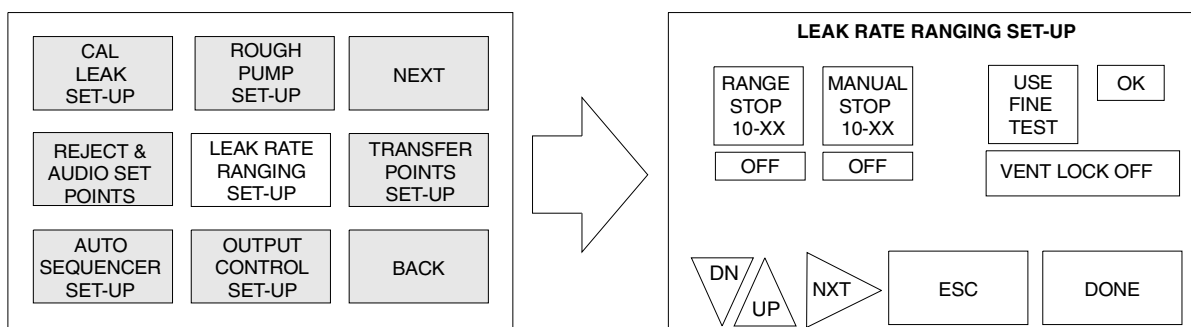 CAL
LEAK
SET-UP
ROUGH
PUMP
SET-UP
NEXT
REJECT &
AUDIO SET
POINTS
LEAK RATE
RANGING
SET-UP
TRANSFER
POINTS
SET-UP
AUTO
SEQUENCER
SET-UP
OUTPUT
CONTROL
SET-UP
BACK
LEAK RATE RANGING SET-UP
RANGE
STOP
10-XX
MANUAL
STOP
10-XX
USE
FINE
TEST
OK
OFF
OFF
VENT LOCK OFF
DN
UP
NXT
ESC
DONE